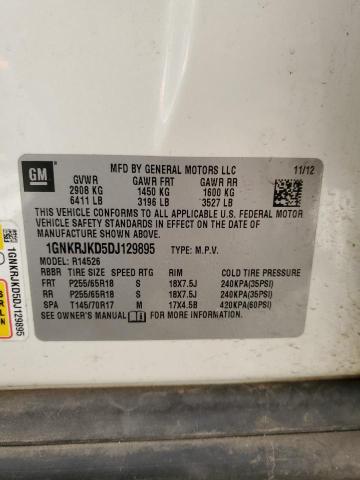 GM
MFD BY GENERAL MOTORS LLC 11/12
GVWR GAWR FRT GAWR RR
2908 KG 1450 KG 1600 KG
6411 LB 3196 LB 3527 LB
THIS VEHICLE CONFORMS TO ALL APPLICABLE U.S. FEDERAL MOTOR
VEHICLE SAFETY STANDARDS IN EFFECT ON THE DATE OF
MANUFACTURE SHOWN ABOVE.
1GNKRJKD5DJ129895 TYPE: M.P.V.
MODEL: R14526
RBBR TIRE SIZE SPEED RTG RIM COLD TIRE PRESSURE
FRT P255/65R18 S 18X7.5J 240KPA(35PSI)
RR P255/65R18 S 18X7.5J 240KPA(35PSI)
SPA T145/70R17 M 17X4.5B 420KPA(60PSI)
SEE OWNER'S MANUAL FOR ADDITIONAL INFORMATION.
1GNKRJKD5DJ129895